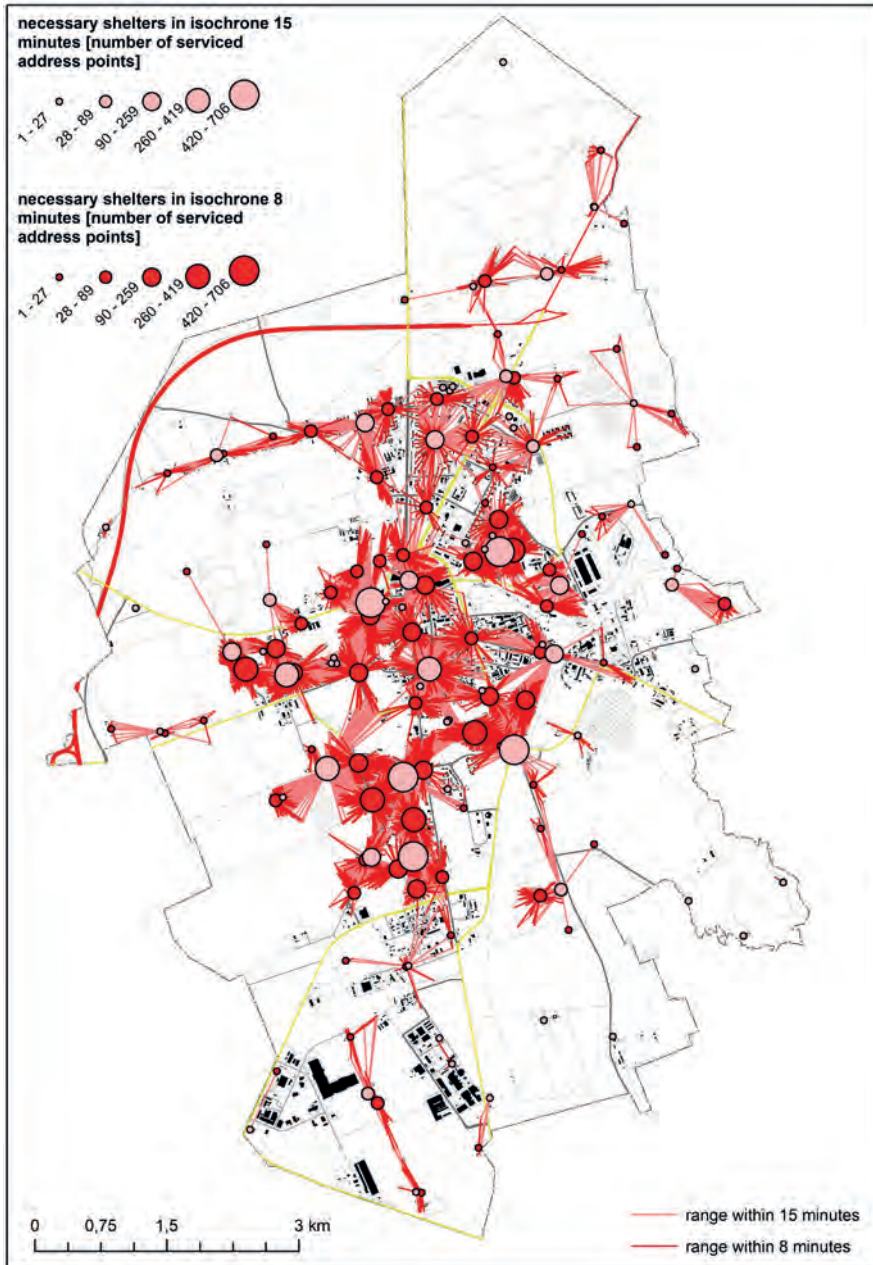 necessary shelters in isochrone 15
minutes [number of serviced
address points]
1 - 27
28 - 89
90 - 259
260 - 419
420 - 706
necessary shelters in isochrone 8
minutes [number of serviced
address points]
1 - 27
28 - 89
90 - 259
260 - 419
420 - 706
0 0,75 1,5 3 km
range within 15 minutes
range within 8 minutes